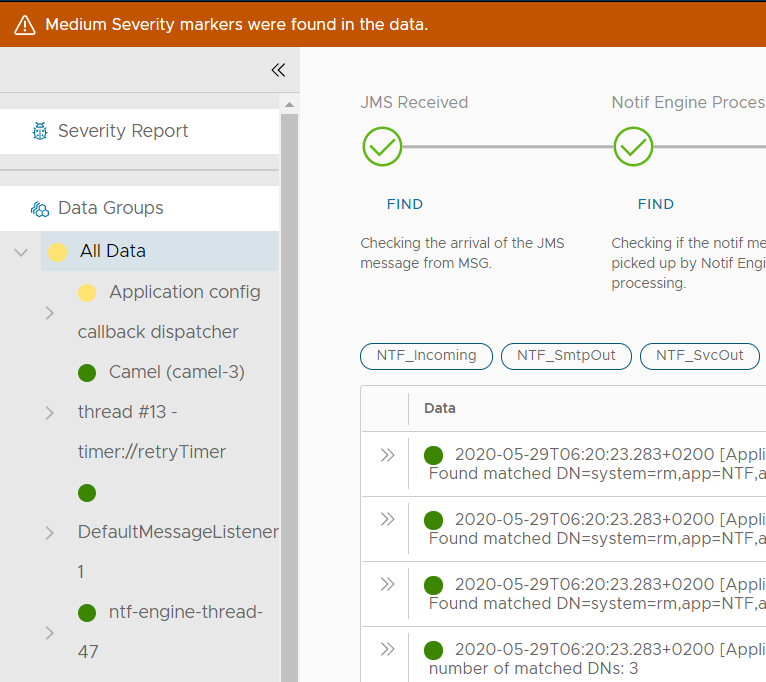 Medium Severity markers were found in the data.
Severity Report
Data Groups
All Data
Application config
callback dispatcher
Camel (camel-3)
thread #13 -
timer://retryTimer
DefaultMessageListener
1
ntf-engine-thread-
47
JMS Received
FIND
Checking the arrival of the JMS
message from MSG.
Notif Engine Proces
FIND
Checking if the notif me
picked up by Notif Engi
processing.
NTF_Incoming NTF_SmtpOut NTF_SvcOut
Data
2020-05-29T06:20:23.283+0200 [Appli
Found matched DN=system=rm,app=NTF,a
2020-05-29T06:20:23.283+0200 [Appli
Found matched DN=system=rm,app=NTF,a
2020-05-29T06:20:23.283+0200 [Appli
Found matched DN=system=rm,app=NTF,a
2020-05-29T06:20:23.283+0200 [Appli
number of matched DNs: 3